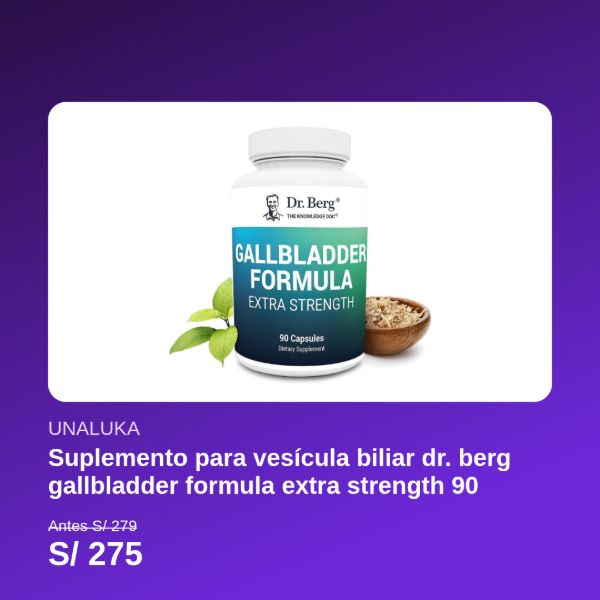 Dr. Berg®
THE KNOWLEDGE DOC®
GALLBLADDER
FORMULA
EXTRA STRENGTH
90 Capsules
Dietary Supplement
UNALUKA
Suplemento para vesícula biliar dr. berg
gallbladder formula extra strength 90
Antes S/ 279
S/ 275